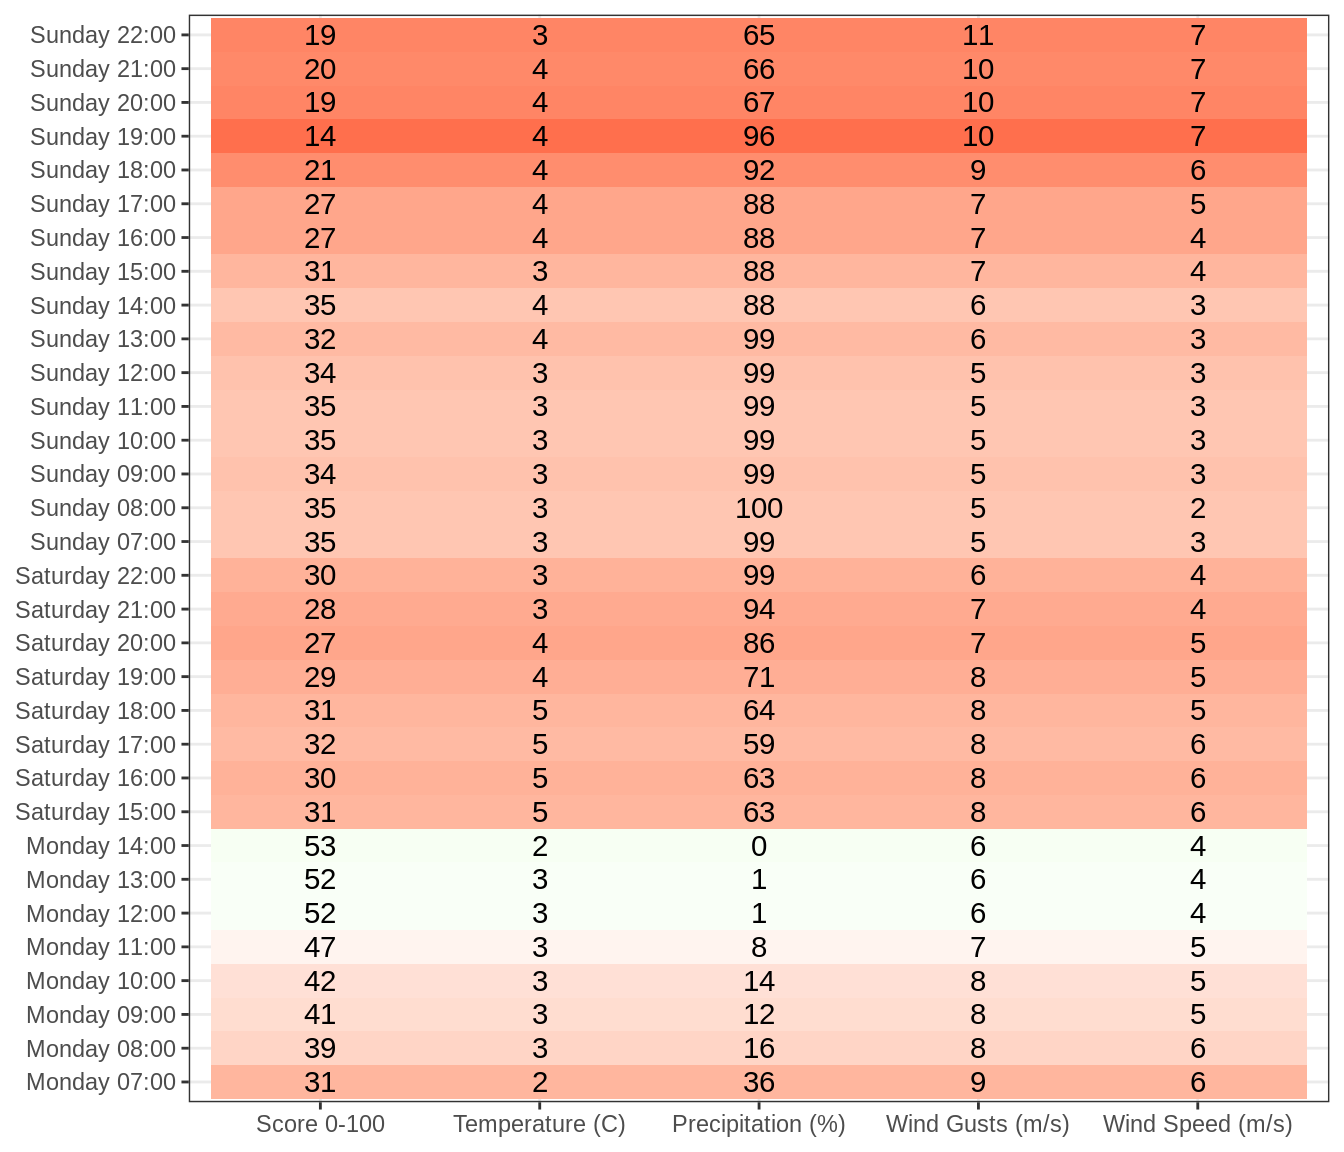 Sunday 22:00 19 3 65 11 7
Sunday 21:00 20 4 66 10 7
Sunday 20:00 19 4 67 10 7
Sunday 19:00 14 4 96 10 7
Sunday 18:00 21 4 92 9 6
Sunday 17:00 27 4 88 7 5
Sunday 16:00 27 4 88 7 4
Sunday 15:00 31 3 88 7 4
Sunday 14:00 35 4 88 6 3
Sunday 13:00 32 4 99 6 3
Sunday 12:00 34 3 99 5 3
Sunday 11:00 35 3 99 5 3
Sunday 10:00 35 3 99 5 3
Sunday 09:00 34 3 99 5 3
Sunday 08:00 35 3 100 5 2
Sunday 07:00 35 3 99 5 3
Saturday 22:00 30 3 99 6 4
Saturday 21:00 28 3 94 7 4
Saturday 20:00 27 4 86 7 5
Saturday 19:00 29 4 71 8 5
Saturday 18:00 31 5 64 8 5
Saturday 17:00 32 5 59 8 6
Saturday 16:00 30 5 63 8 6
Saturday 15:00 31 5 63 8 6
Monday 14:00 53 2 0 6 4
Monday 13:00 52 3 1 6 4
Monday 12:00 52 3 1 6 4
Monday 11:00 47 3 8 7 5
Monday 10:00 42 3 14 8 5
Monday 09:00 41 3 12 8 5
Monday 08:00 39 3 16 8 6
Monday 07:00 31 2 36 9 6
Score 0-100 Temperature (C) Precipitation (%) Wind Gusts (m/s) Wind Speed (m/s)